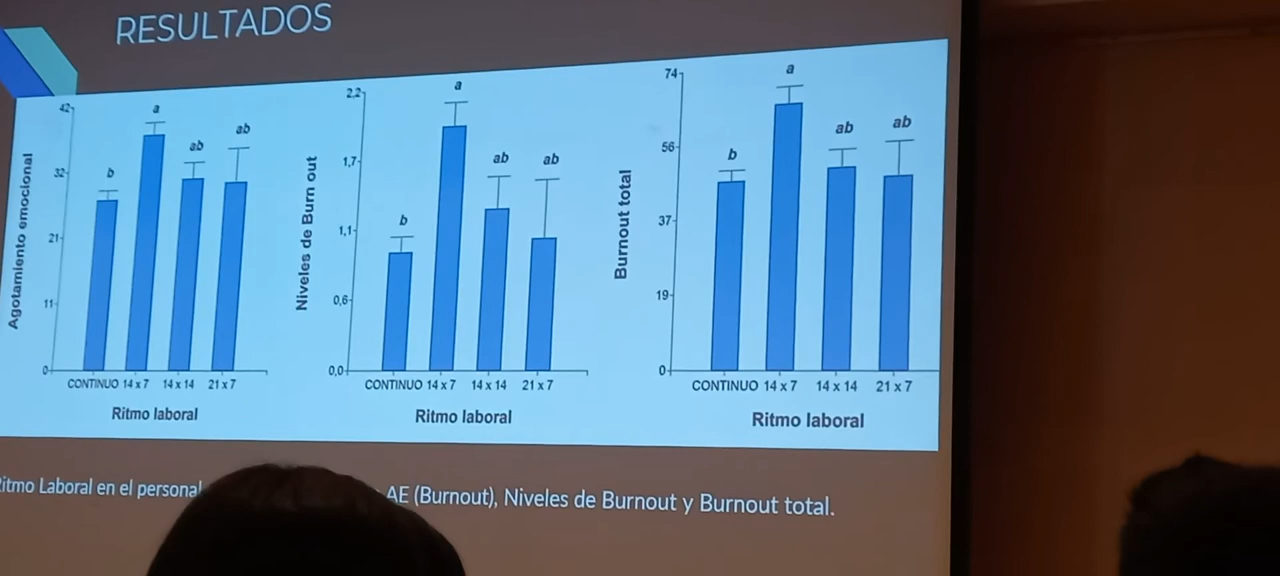 RESULTADOS
Agotamiento emocional
42
32
21
11
0
b
a
ab
ab
CONTINUO 14 x 7 14 x 14 21 x 7
Ritmo laboral
Niveles de Burn out
2,2
1,7
1,1
0,6
0,0
b
a
ab
ab
CONTINUO 14 x 7 14 x 14 21 x 7
Ritmo laboral
Burnout total
74
56
37
19
0
b
a
ab
ab
CONTINUO 14 x 7 14 x 14 21 x 7
Ritmo laboral
Ritmo Laboral en el personal AE (Burnout), Niveles de Burnout y Burnout total.